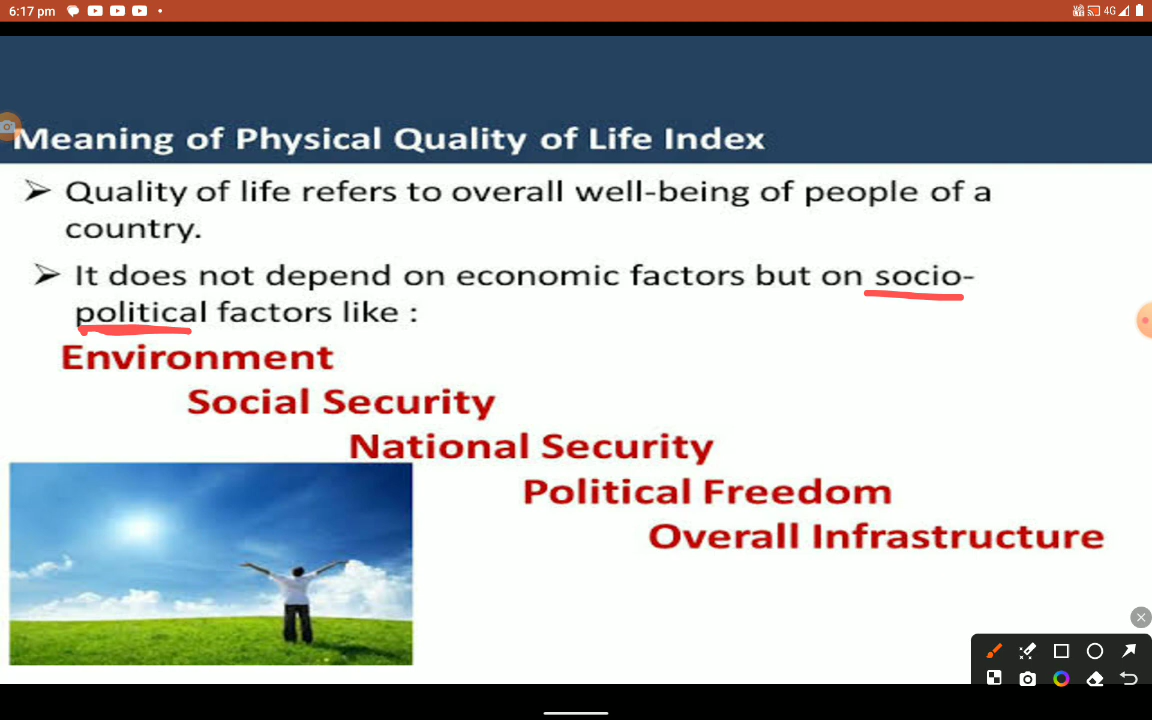 6:17 pm
4G
Meaning of Physical Quality of Life Index
Quality of life refers to overall well-being of people of a
country.
It does not depend on economic factors but on socio-
political factors like :
Environment
Social Security
National Security
Political Freedom
Overall Infrastructure